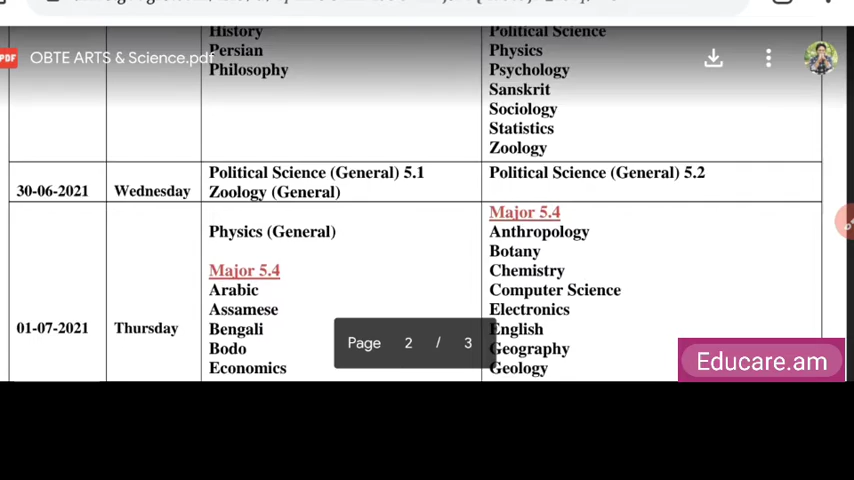 OBTE ARTS & Science.pdf
History
Persian
Philosophy
Political Science
Physics
Psychology
Sanskrit
Sociology
Statistics
Zoology
30-06-2021
Wednesday
Political Science (General) 5.1
Zoology (General)
Political Science (General) 5.2
01-07-2021
Thursday
Physics (General)
Major 5.4
Arabic
Assamese
Bengali
Bodo
Economics
Major 5.4
Anthropology
Botany
Chemistry
Computer Science
Electronics
English
Geography
Geology
Page 2 / 3
Educare.am